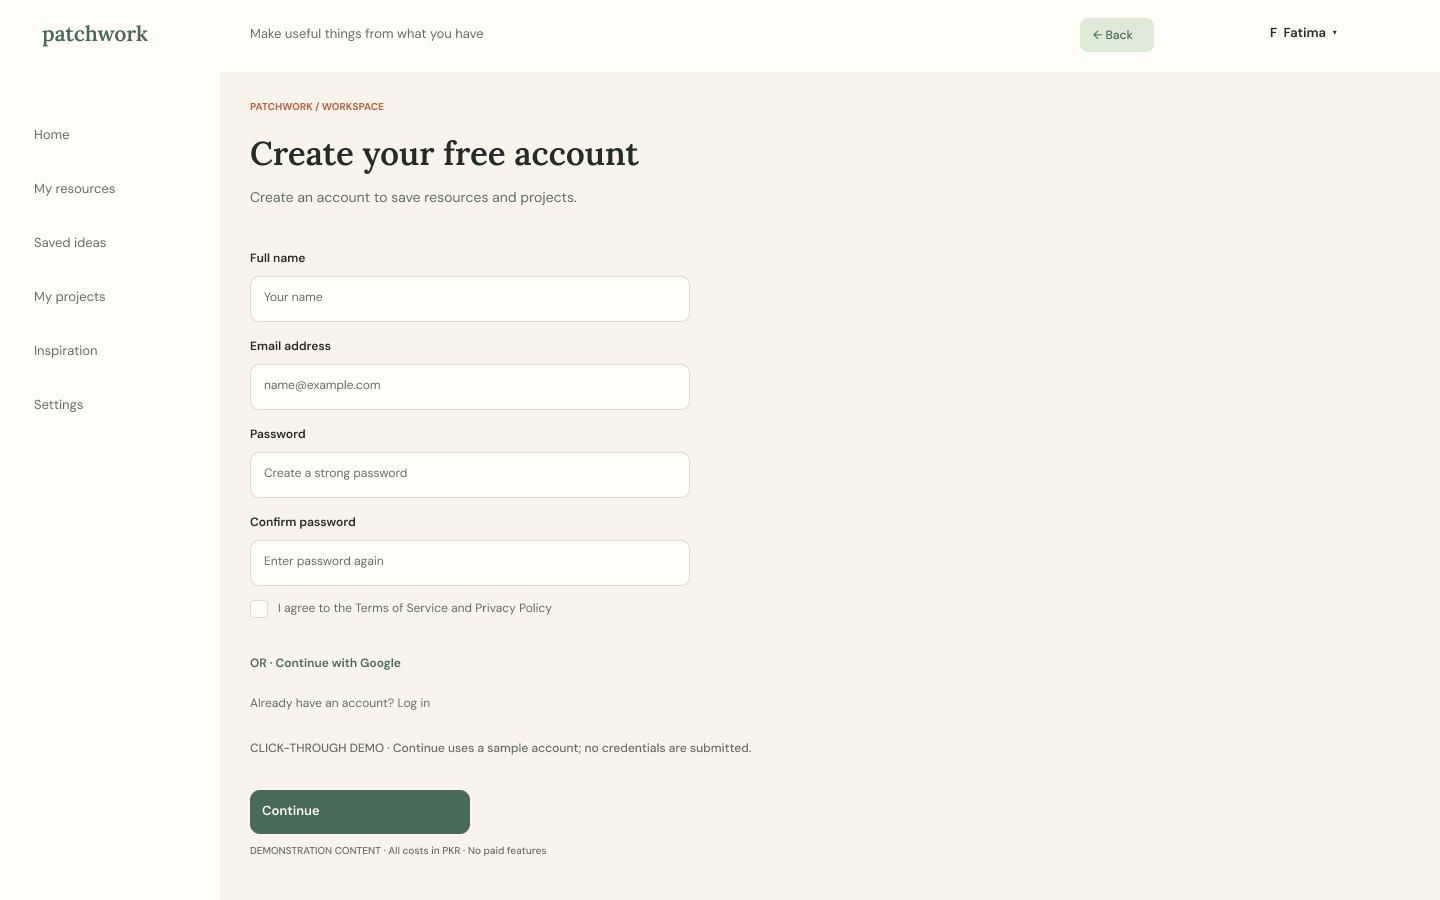 patchwork
Make useful things from what you have
← Back
F Fatima ▾
Home
My resources
Saved ideas
My projects
Inspiration
Settings
PATCHWORK / WORKSPACE
Create your free account
Create an account to save resources and projects.
Full name
Your name
Email address
name@example.com
Password
Create a strong password
Confirm password
Enter password again
I agree to the Terms of Service and Privacy Policy
OR · Continue with Google
Already have an account? Log in
CLICK-THROUGH DEMO · Continue uses a sample account; no credentials are submitted.
Continue
DEMONSTRATION CONTENT · All costs in PKR · No paid features